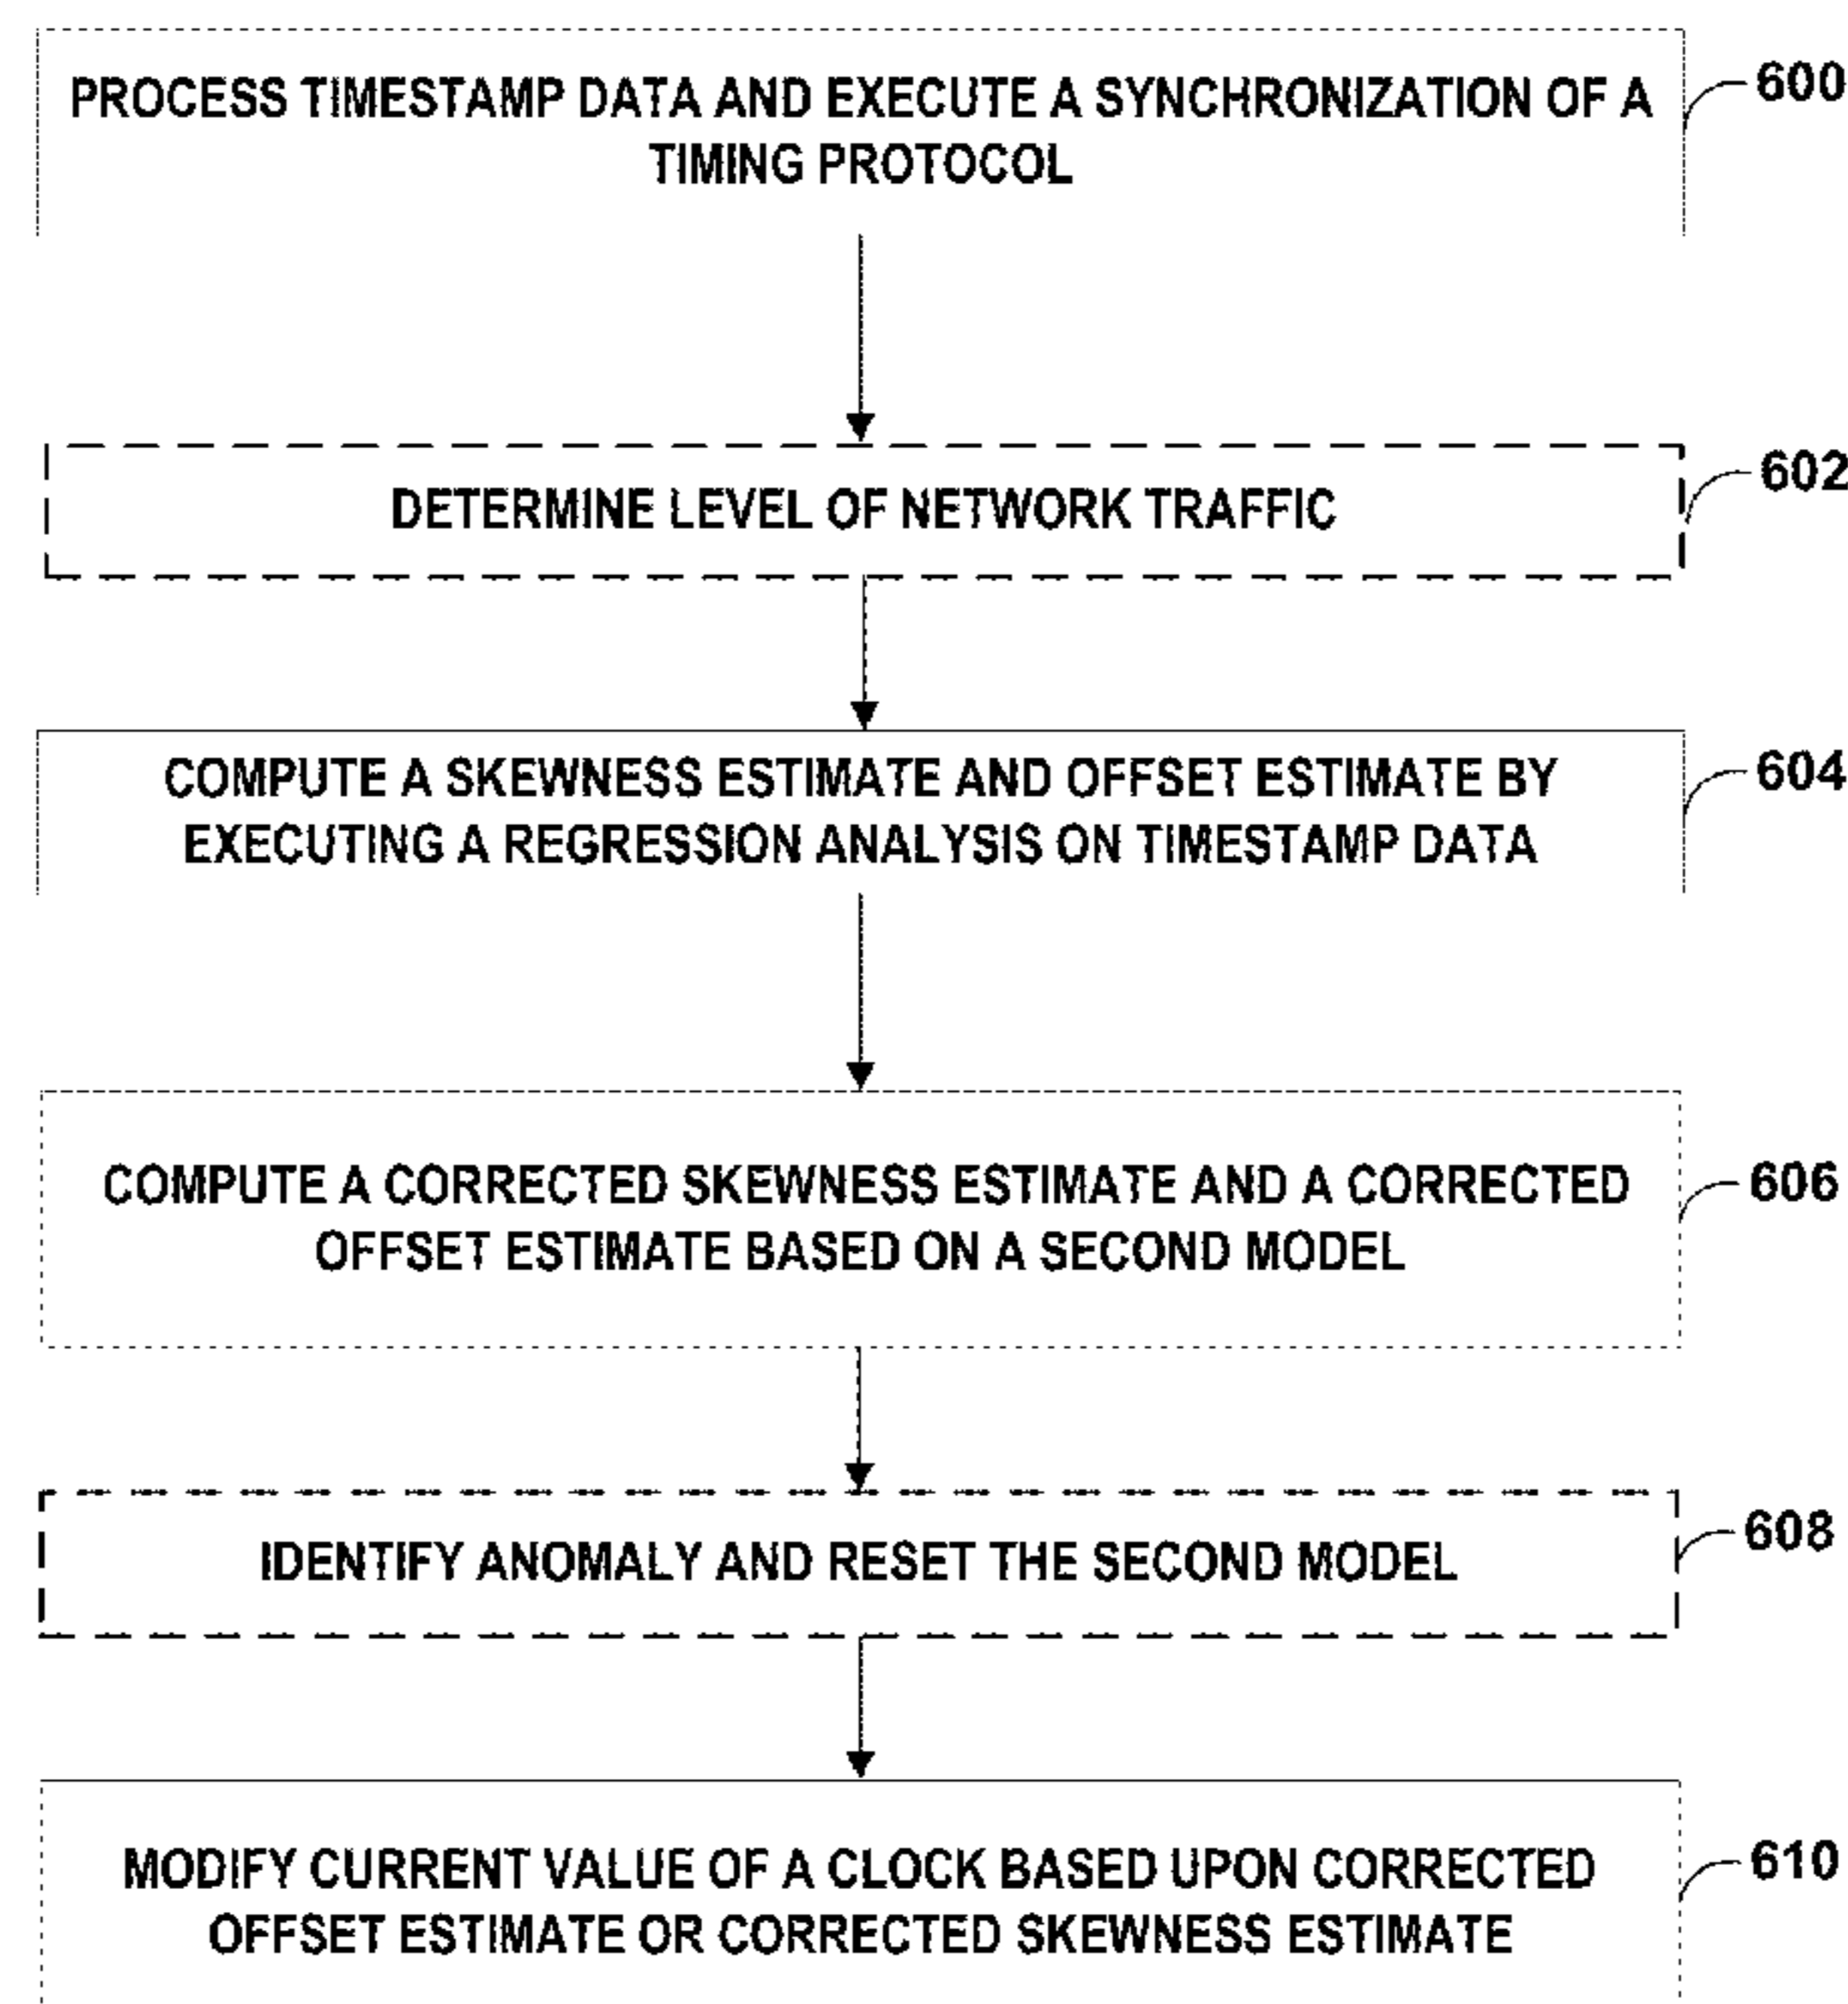 PROCESS TIMESTAMP DATA AND EXECUTE A SYNCHRONIZATION OF A
TIMING PROTOCOL
600
DETERMINE LEVEL OF NETWORK TRAFFIC
602
COMPUTE A SKEWNESS ESTIMATE AND OFFSET ESTIMATE BY
EXECUTING A REGRESSION ANALYSIS ON TIMESTAMP DATA
604
COMPUTE A CORRECTED SKEWNESS ESTIMATE AND A CORRECTED
OFFSET ESTIMATE BASED ON A SECOND MODEL
606
IDENTIFY ANOMALY AND RESET THE SECOND MODEL
608
MODIFY CURRENT VALUE OF A CLOCK BASED UPON CORRECTED
OFFSET ESTIMATE OR CORRECTED SKEWNESS ESTIMATE
610